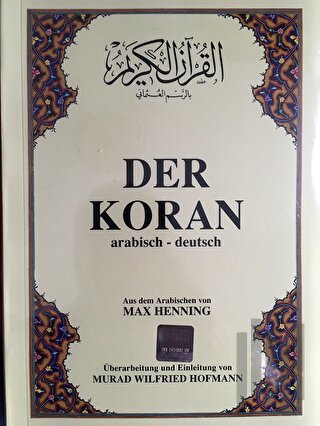 القرآن الكريم
بالرسم العثماني
DER
KORAN
arabisch - deutsch
Aus dem Arabischen von
MAX HENNING
Überarbeitung und Einleitung von
MURAD WILFRIED HOFMANN